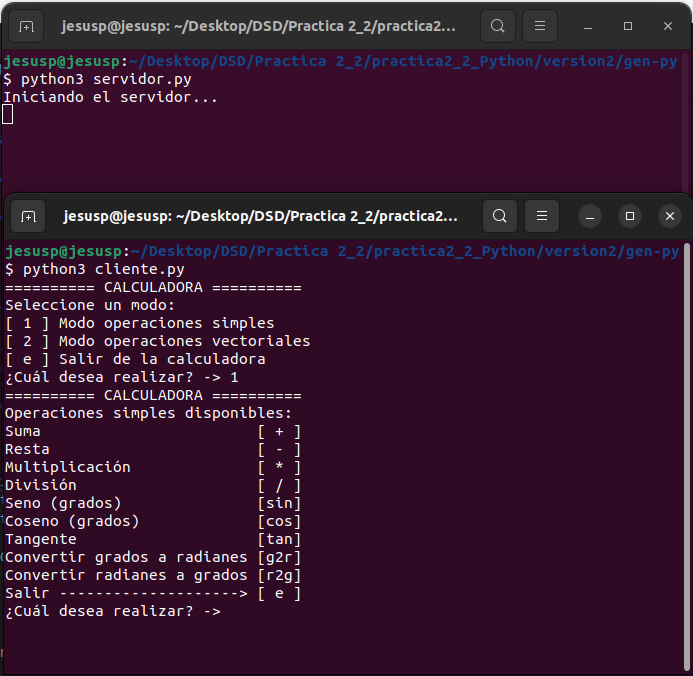 jesusp@jesusp: ~/Desktop/DSD/Practica 2_2/practica2...
jesusp@jesusp:~/Desktop/DSD/Practica 2_2/practica2_2_Python/version2/gen-py
$ python3 servidor.py
Iniciando el servidor...
jesusp@jesusp: ~/Desktop/DSD/Practica 2_2/practica2...
jesusp@jesusp:~/Desktop/DSD/Practica 2_2/practica2_2_Python/version2/gen-py
$ python3 cliente.py
========== CALCULADORA ==========
Seleccione un modo:
[ 1 ] Modo operaciones simples
[ 2 ] Modo operaciones vectoriales
[ e ] Salir de la calculadora
¿Cuál desea realizar? -> 1
========== CALCULADORA ==========
Operaciones simples disponibles:
Suma                        [ + ]
Resta                       [ - ]
Multiplicación              [ * ]
División                    [ / ]
Seno (grados)               [sin]
Coseno (grados)             [cos]
Tangente                    [tan]
Convertir grados a radianes [g2r]
Convertir radianes a grados [r2g]
Salir --------------------> [ e ]
¿Cuál desea realizar? ->